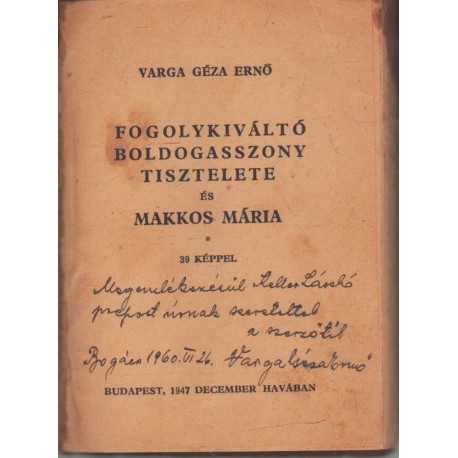 VARGA GÉZA ERNŐ
FOGOLYKIVÁLTÓ
BOLDOGASSZONY
TISZTELETE
ÉS
MAKKOS MÁRIA
*
39 KÉPPEL
Megemlékezésül Keller László
prépost úrnak szeretettel
a szerzőtől
Bogács 1960. VI 26. Varga Géza Ernő
BUDAPEST, 1947 DECEMBER HAVÁBAN